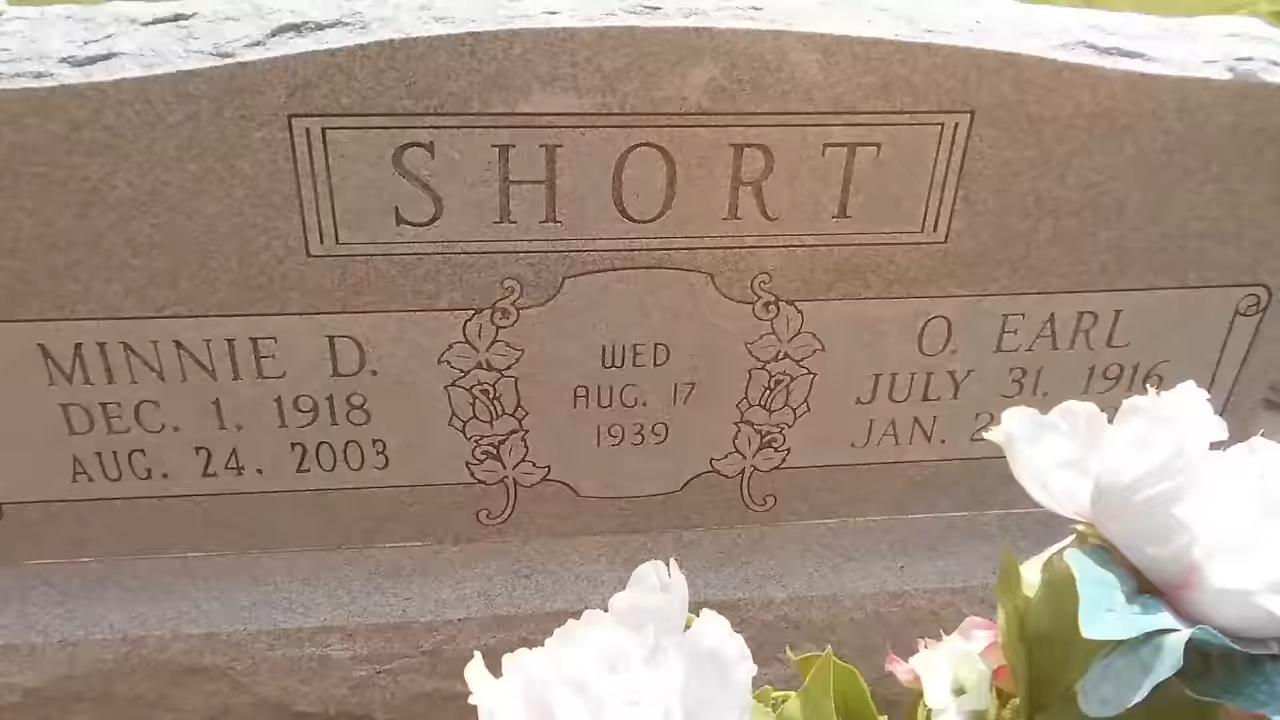 SHORT
MINNIE D.
DEC. 1, 1918
AUG. 24, 2003
WED
AUG. 17
1939
O. EARL
JULY 31, 1916
JAN.